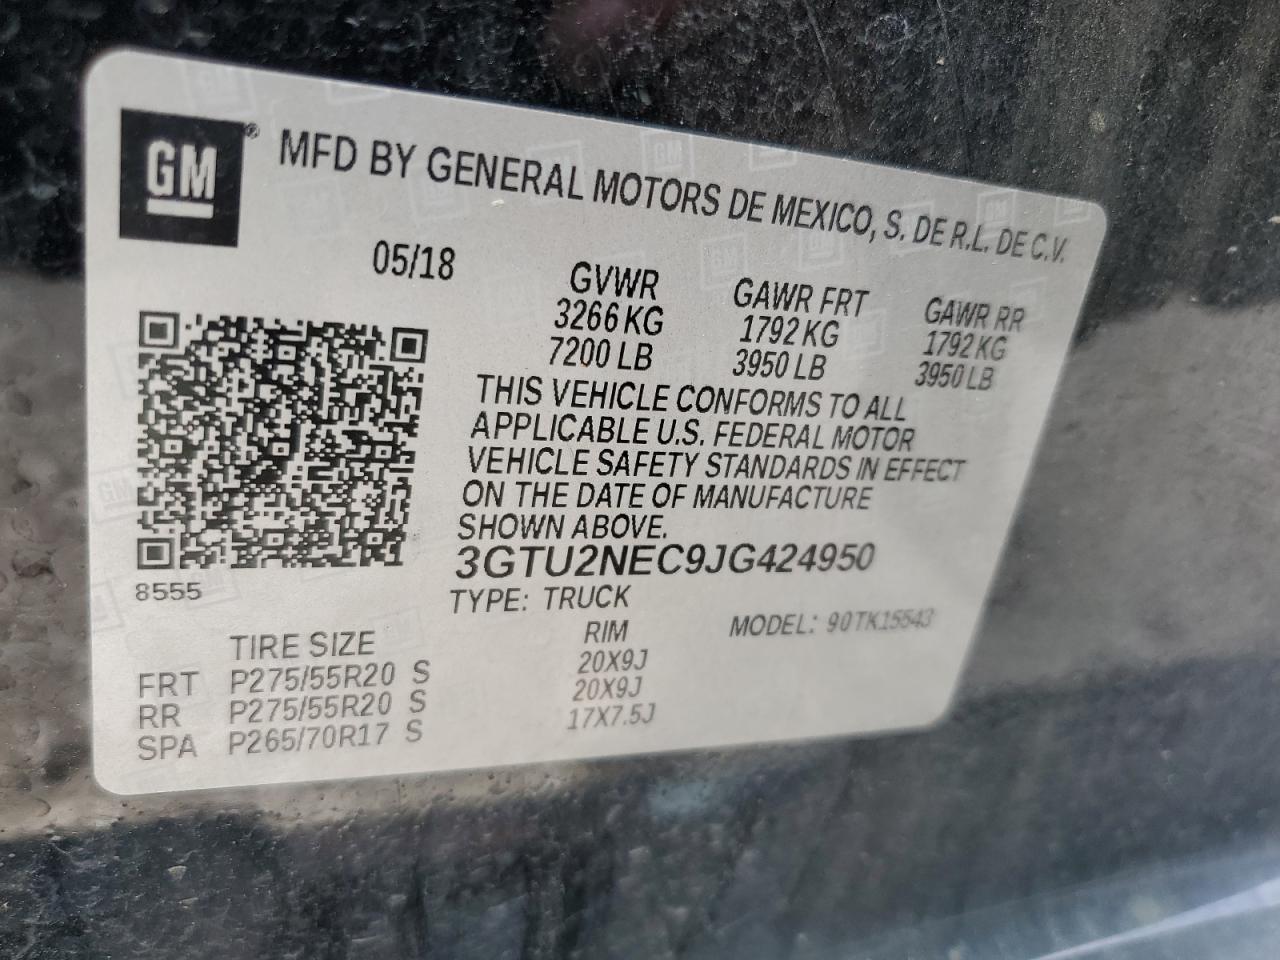 GM® MFD BY GENERAL MOTORS DE MEXICO, S. DE R.L. DE C.V.
05/18
GVWR GAWR FRT GAWR RR
3266 KG 1792 KG 1792 KG
7200 LB 3950 LB 3950 LB
THIS VEHICLE CONFORMS TO ALL
APPLICABLE U.S. FEDERAL MOTOR
VEHICLE SAFETY STANDARDS IN EFFECT
ON THE DATE OF MANUFACTURE
SHOWN ABOVE.
3GTU2NEC9JG424950
8555
TYPE: TRUCK
MODEL: 90TK15543
TIRE SIZE RIM
FRT P275/55R20 S 20X9J
RR P275/55R20 S 20X9J
SPA P265/70R17 S 17X7.5J